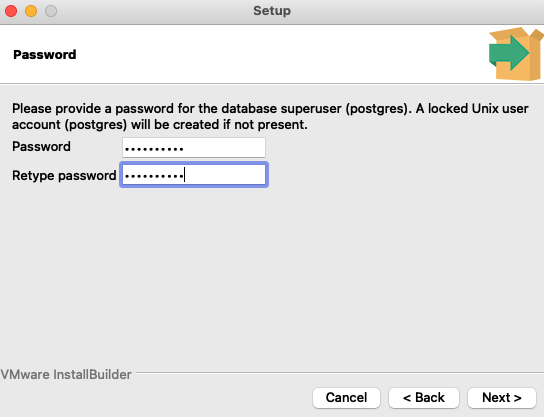 Setup
Password
Please provide a password for the database superuser (postgres). A locked Unix user
account (postgres) will be created if not present.
Password ••••••••••
Retype password ••••••••••
VMware InstallBuilder
Cancel < Back Next >